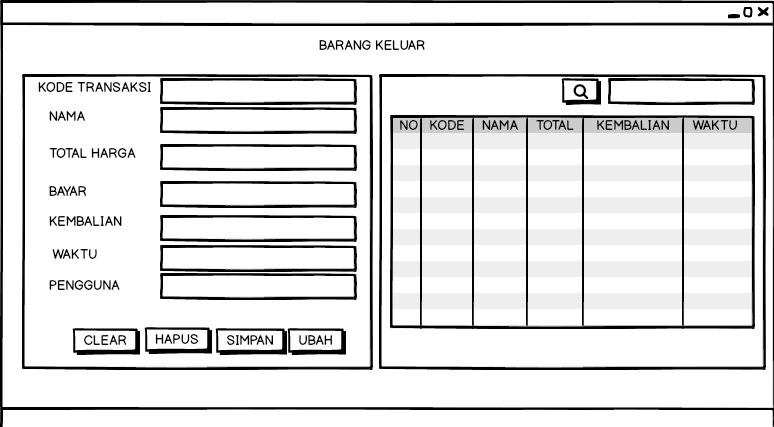 BARANG KELUAR
KODE TRANSAKSI
NAMA
TOTAL HARGA
BAYAR
KEMBALIAN
WAKTU
PENGGUNA
CLEAR HAPUS SIMPAN UBAH
NO KODE NAMA TOTAL KEMBALIAN WAKTU